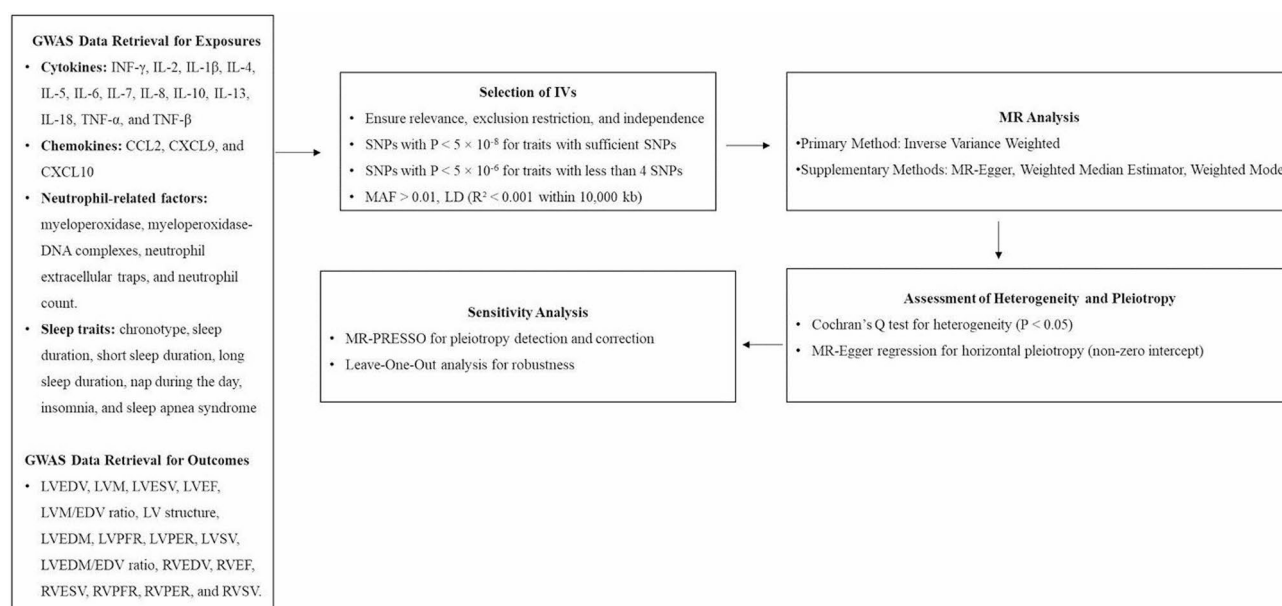 GWAS Data Retrieval for Exposures
• Cytokines: INF-γ, IL-2, IL-1β, IL-4,
IL-5, IL-6, IL-7, IL-8, IL-10, IL-13,
IL-18, TNF-α, and TNF-β
• Chemokines: CCL2, CXCL9, and
CXCL10
• Neutrophil-related factors:
myeloperoxidase, myeloperoxidase-
DNA complexes, neutrophil
extracellular traps, and neutrophil
count.
• Sleep traits: chronotype, sleep
duration, short sleep duration, long
sleep duration, nap during the day,
insomnia, and sleep apnea syndrome
GWAS Data Retrieval for Outcomes
• LVEDV, LVM, LVESV, LVEF,
LVM/EDV ratio, LV structure,
LVEDM, LVPFR, LVPER, LVSV,
LVEDM/EDV ratio, RVEDV, RVEF,
RVESV, RVPFR, RVPER, and RVSV.
Selection of IVs
• Ensure relevance, exclusion restriction, and independence
• SNPs with P < 5 × 10⁻⁸ for traits with sufficient SNPs
• SNPs with P < 5 × 10⁻⁶ for traits with less than 4 SNPs
• MAF > 0.01, LD (R² < 0.001 within 10,000 kb)
MR Analysis
•Primary Method: Inverse Variance Weighted
•Supplementary Methods: MR-Egger, Weighted Median Estimator, Weighted Mode
Assessment of Heterogeneity and Pleiotropy
• Cochran's Q test for heterogeneity (P < 0.05)
• MR-Egger regression for horizontal pleiotropy (non-zero intercept)
Sensitivity Analysis
• MR-PRESSO for pleiotropy detection and correction
• Leave-One-Out analysis for robustness